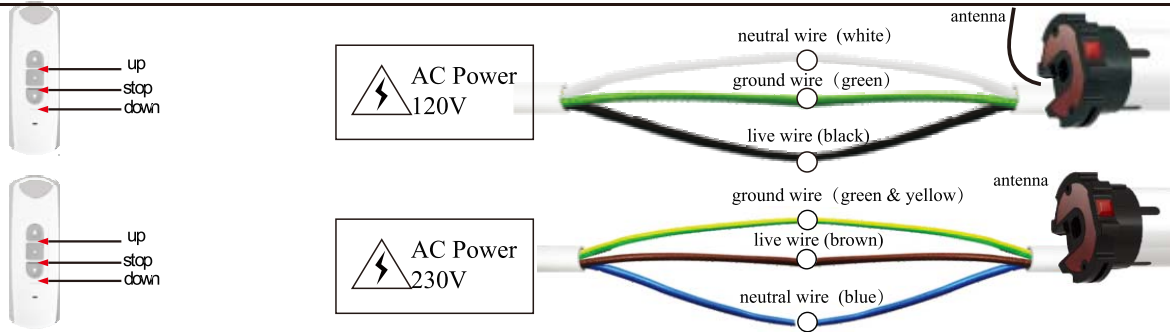 up
stop
down
AC Power
120V
neutral wire (white)
ground wire (green)
live wire (black)
antenna
up
stop
down
AC Power
230V
ground wire (green & yellow)
live wire (brown)
neutral wire (blue)
antenna